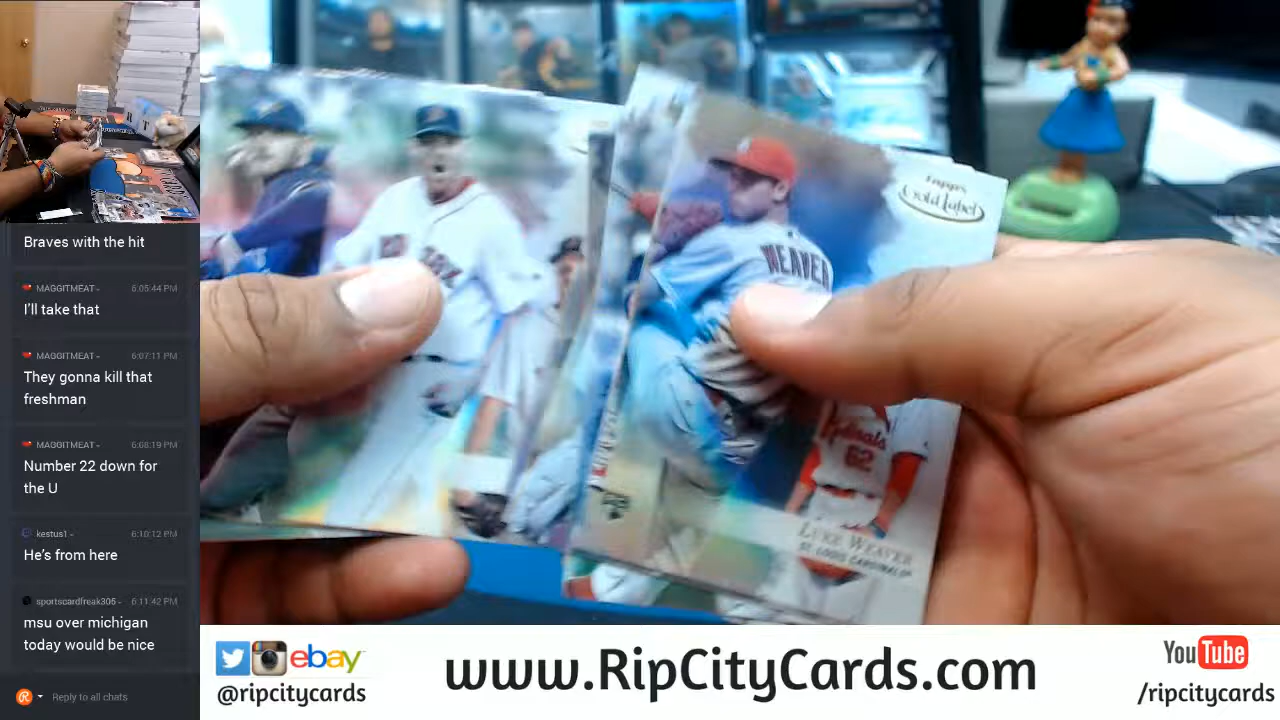 Braves with the hit
MAGGITMEAT - 6:05:44 PM
I'll take that
MAGGITMEAT - 6:07:11 PM
They gonna kill that
freshman
MAGGITMEAT - 6:08:19 PM
Number 22 down for
the U
kestus1 - 6:10:12 PM
He's from here
sportscardfreak305 - 6:11:42 PM
msu over michigan
today would be nice
Reply to all chats
Topps
Gold Label
WEAVER
Cardinals
62
LUKE WEAVER
ST. LOUIS CARDINALS
ebay
@ripcitycards
www.RipCityCards.com
YouTube
/ripcitycards